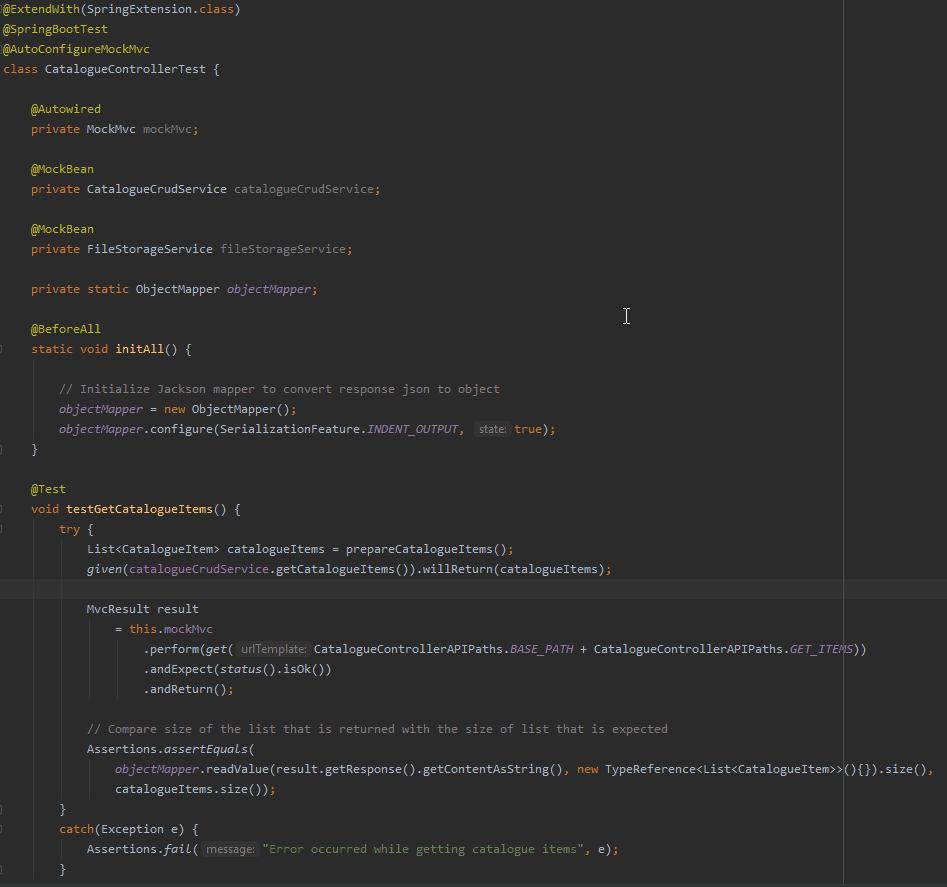 @ExtendWith(SpringExtension.class)
@SpringBootTest
@AutoConfigureMockMvc
class CatalogueControllerTest {
@Autowired
private MockMvc mockMvc;
@MockBean
private CatalogueCrudService catalogueCrudService;
@MockBean
private FileStorageService fileStorageService;
private static ObjectMapper objectMapper;
@BeforeAll
static void initAll() {
// Initialize Jackson mapper to convert response json to object
objectMapper = new ObjectMapper();
objectMapper.configure(SerializationFeature.INDENT_OUTPUT, state: true);
}
@Test
void testGetCatalogueItems() {
try {
List<CatalogueItem> catalogueItems = prepareCatalogueItems();
given(catalogueCrudService.getCatalogueItems()).willReturn(catalogueItems);
MvcResult result
= this.mockMvc
.perform(get( urlTemplate: CatalogueControllerAPIPaths.BASE_PATH + CatalogueControllerAPIPaths.GET_ITEMS))
.andExpect(status().isOk())
.andReturn();
// Compare size of the list that is returned with the size of list that is expected
Assertions.assertEquals(
objectMapper.readValue(result.getResponse().getContentAsString(), new TypeReference<List<CatalogueItem>>(){}).size(),
catalogueItems.size());
}
catch(Exception e) {
Assertions.fail( message: "Error occurred while getting catalogue items", e);
}